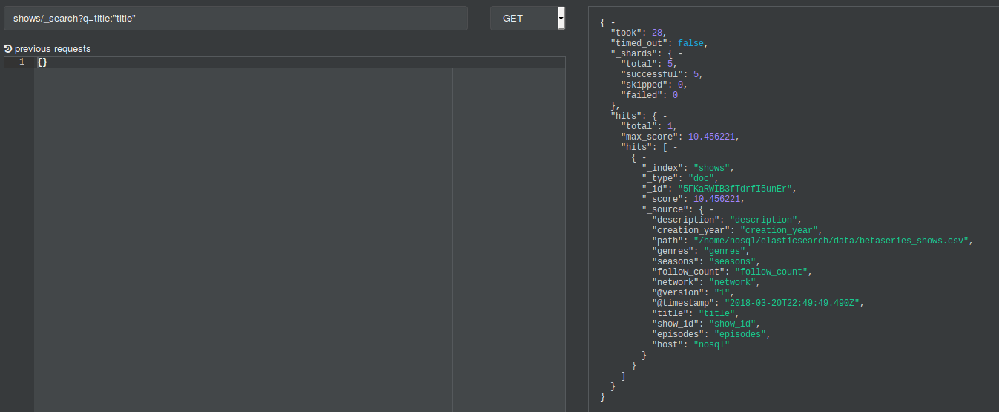 shows/_search?q=title:"title"
GET
previous requests
1 {}
{ -
"took": 28,
"timed_out": false,
"_shards": { -
"total": 5,
"successful": 5,
"skipped": 0,
"failed": 0
},
"hits": { -
"total": 1,
"max_score": 10.456221,
"hits": [ -
{ -
"_index": "shows",
"_type": "doc",
"_id": "5FKaRWIB3fTdrfI5unEr",
"_score": 10.456221,
"_source": { -
"description": "description",
"creation_year": "creation_year",
"path": "/home/nosql/elasticsearch/data/betaseries_shows.csv",
"genres": "genres",
"seasons": "seasons",
"follow_count": "follow_count",
"network": "network",
"@version": "1",
"@timestamp": "2018-03-20T22:49:49.490Z",
"title": "title",
"show_id": "show_id",
"episodes": "episodes",
"host": "nosql"
}
}
]
}
}